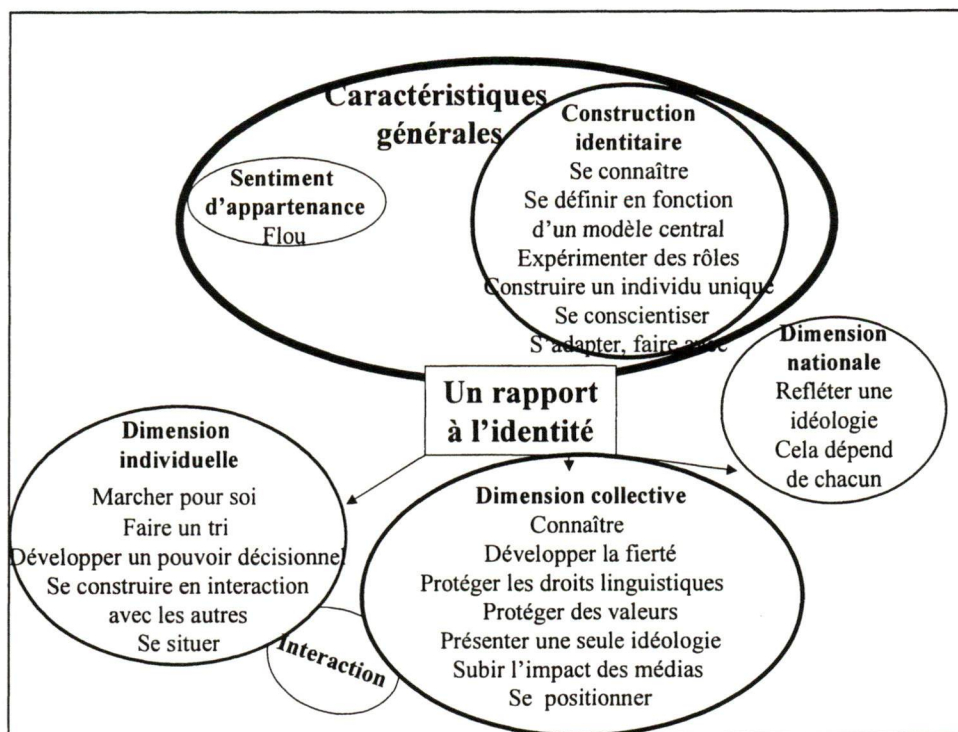 Caractéristiques
générales
Construction
identitaire
Se connaître
Se définir en fonction
d'un modèle central
Expérimenter des rôles
Construire un individu unique
Se conscientiser
S'adapter, faire avec
Sentiment
d'appartenance
Flou
Un rapport
à l'identité
Dimension
nationale
Refléter une
idéologie
Cela dépend
de chacun
Dimension
individuelle
Marcher pour soi
Faire un tri
Développer un pouvoir décisionnel
Se construire en interaction
avec les autres
Se situer
Interaction
Dimension collective
Connaître
Développer la fierté
Protéger les droits linguistiques
Protéger des valeurs
Présenter une seule idéologie
Subir l'impact des médias
Se positionner